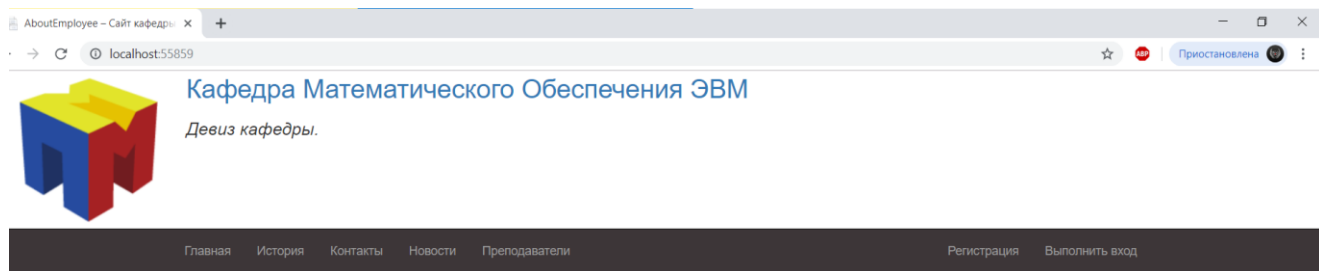 AboutEmployee – Сайт кафедры
localhost:55859
ABP
Приостановлена
Кафедра Математического Обеспечения ЭВМ
Девиз кафедры.
Главная История Контакты Новости Преподаватели Регистрация Выполнить вход